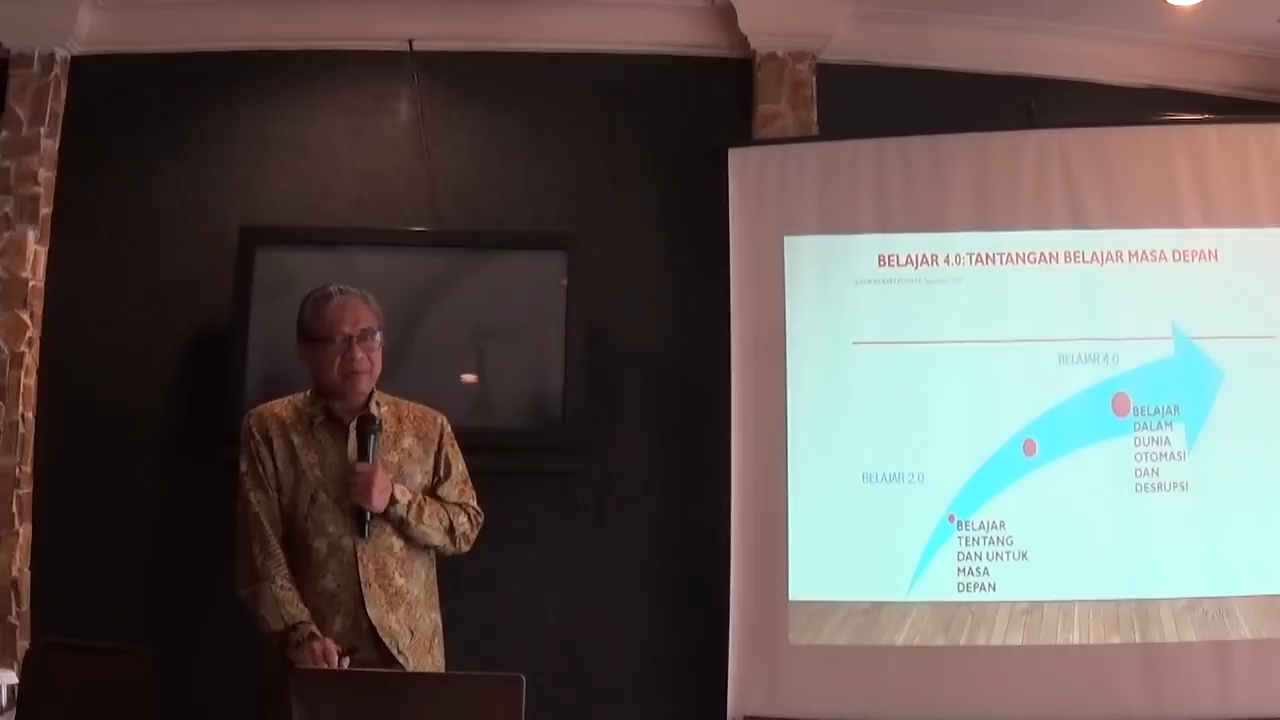 BELAJAR 4.0: TANTANGAN BELAJAR MASA DEPAN
BELAJAR 4.0
BELAJAR
DALAM
DUNIA
OTOMASI
DAN
DESRUPSI
BELAJAR 2.0
BELAJAR
TENTANG
DAN UNTUK
MASA
DEPAN